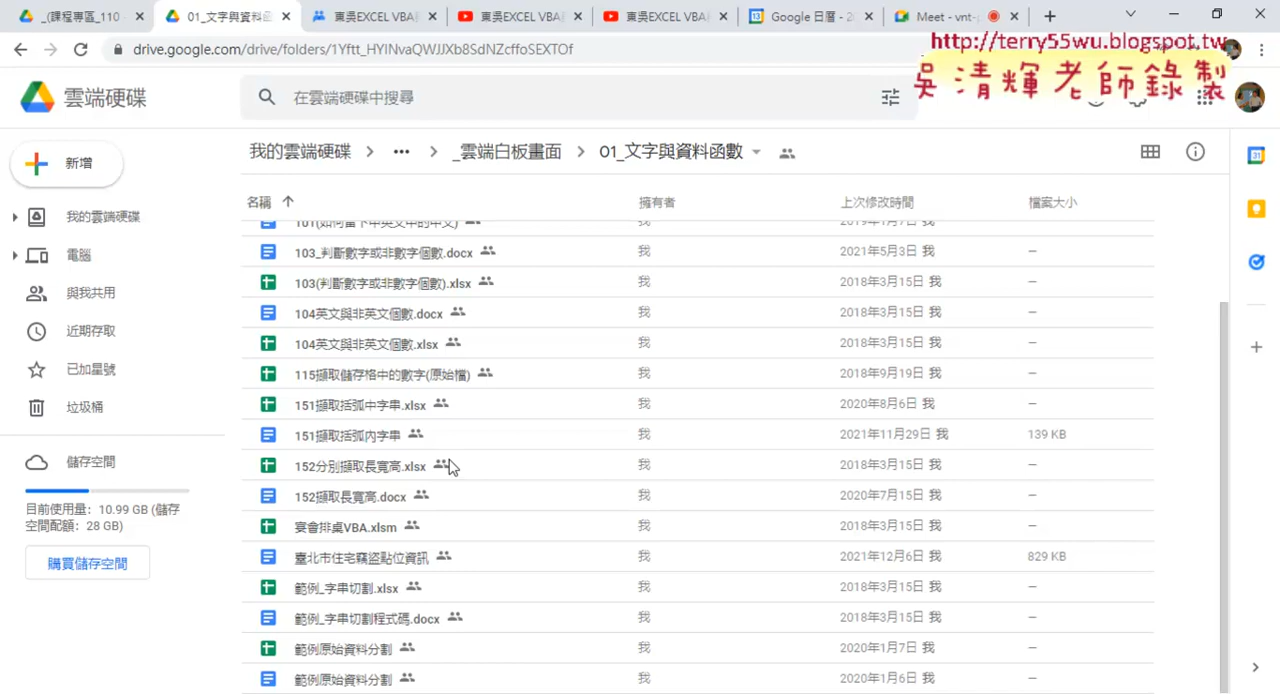 _(課程專區_110
01_文字與資料函
東吳EXCEL VBA
東吳EXCEL VBA
東吳EXCEL VBA
Google 日曆 - 2
Meet - vnt-
drive.google.com/drive/folders/1Yftt_HYlNvaQWJJXb8SdNZcffoSEXTOf
http://terry55wu.blogspot.tw
吳清輝老師錄製
雲端硬碟
在雲端硬碟中搜尋
新增
我的雲端硬碟
電腦
與我共用
近期存取
已加星號
垃圾桶
儲存空間
目前使用量: 10.99 GB (儲存
空間配額: 28 GB)
購買儲存空間
我的雲端硬碟 > ••• > _雲端白板畫面 > 01_文字與資料函數
名稱 ↑ 擁有者 上次修改時間 檔案大小
101(如何留下中英文中的中文) 我 2019年1月7日 我 —
103_判斷數字或非數字個數.docx 我 2021年5月3日 我 —
103(判斷數字或非數字個數).xlsx 我 2018年3月15日 我 —
104英文與非英文個數.docx 我 2018年3月15日 我 —
104英文與非英文個數.xlsx 我 2018年3月15日 我 —
115擷取儲存格中的數字(原始檔) 我 2018年9月19日 我 —
151擷取括弧中字串.xlsx 我 2020年8月6日 我 —
151擷取括弧內字串 我 2021年11月29日 我 139 KB
152分別擷取長寬高.xlsx 我 2018年3月15日 我 —
152擷取長寬高.docx 我 2020年7月15日 我 —
宴會排桌VBA.xlsm 我 2018年3月15日 我 —
臺北市住宅竊盜點位資訊 我 2021年12月6日 我 829 KB
範例_字串切割.xlsx 我 2018年3月15日 我 —
範例_字串切割程式碼.docx 我 2018年3月15日 我 —
範例原始資料分割 我 2020年1月7日 我 —
範例原始資料分割 我 2020年1月6日 我 —